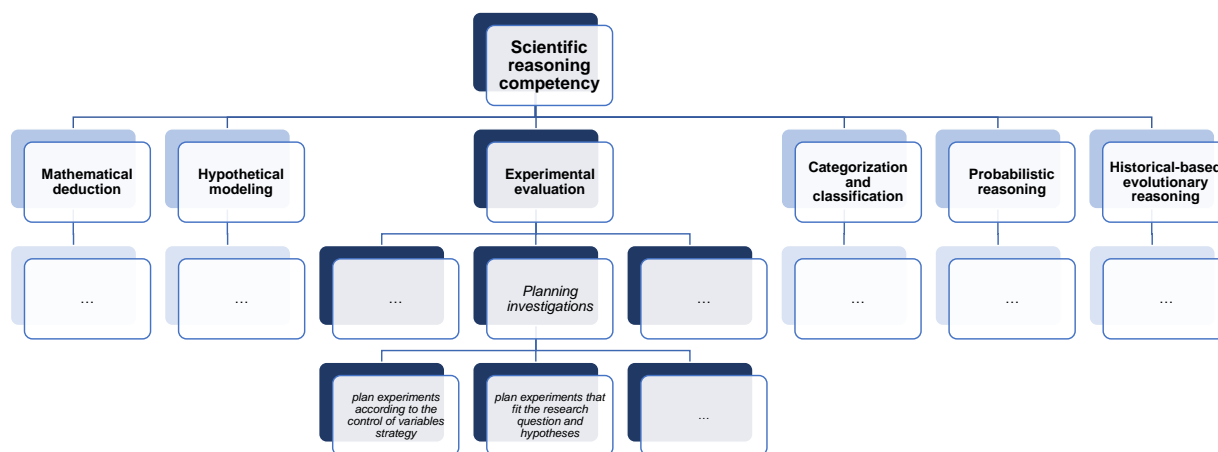 Scientific
reasoning
competency
Mathematical
deduction
Hypothetical
modeling
Experimental
evaluation
Categorization
and
classification
Probabilistic
reasoning
Historical-based
evolutionary
reasoning
…
…
…
Planning
investigations
…
…
…
…
plan experiments
according to the
control of variables
strategy
plan experiments that
fit the research
question and
hypotheses
…